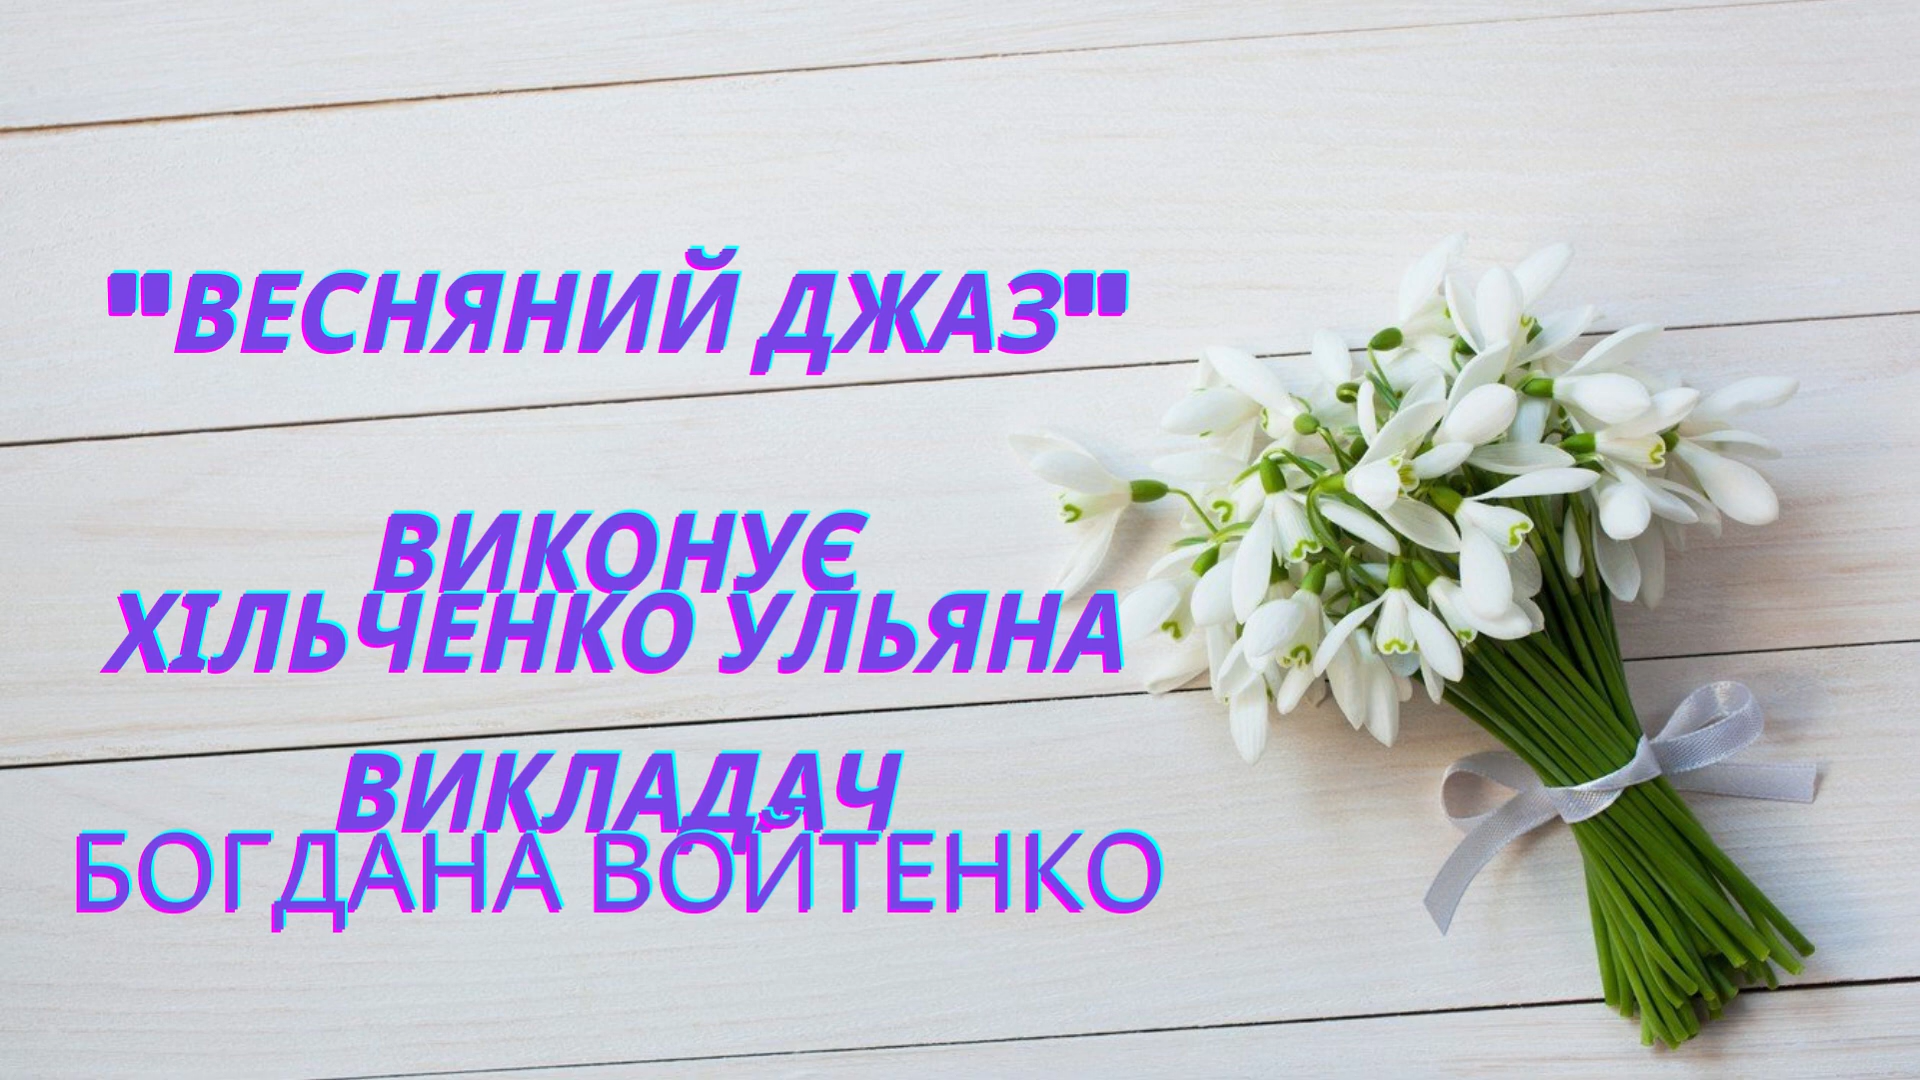 "ВЕСНЯНИЙ ДЖАЗ"
ВИКОНУЄ
ХІЛЬЧЕНКО УЛЬЯНА
ВИКЛАДАЧ
БОГДАНА ВОЙТЕНКО